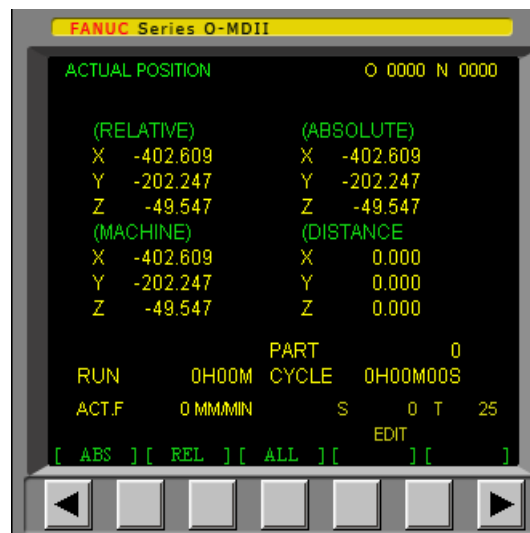 FANUC Series O-MDII
ACTUAL POSITION O 0000 N 0000
(RELATIVE) (ABSOLUTE)
X -402.609 X -402.609
Y -202.247 Y -202.247
Z -49.547 Z -49.547
(MACHINE) (DISTANCE
X -402.609 X 0.000
Y -202.247 Y 0.000
Z -49.547 Z 0.000
PART 0
RUN 0H00M CYCLE 0H00M00S
ACT.F 0 MM/MIN S 0 T 25
EDIT
[ ABS ] [ REL ] [ ALL ] [ ] [ ]